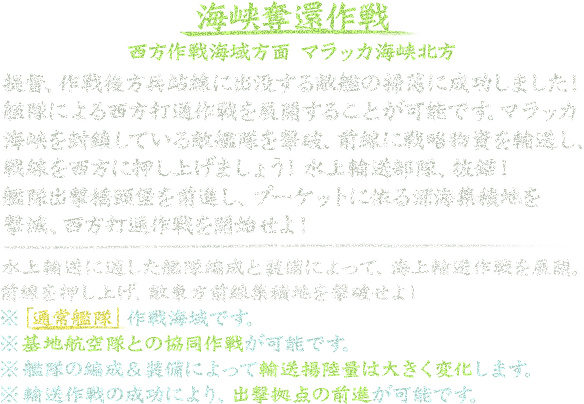 海峡奪還作戦
西方作戦海域方面 マラッカ海峡北方
提督、作戦後方兵站線に出没する敵艦の掃蕩に成功しました！
艦隊による西方打通作戦を展開することが可能です。マラッカ
海峡を封鎖している敵艦隊を撃破、前線に戦略物資を輸送し、
戦線を西方に押し上げましょう！水上輸送部隊、抜錨！
艦隊出撃橋頭堡を前進し、プーケットに依る深海集積地を
撃滅、西方打通作戦を開始せよ！
水上輸送に適した艦隊編成と装備によって、海上輸送作戦を展開。
前線を押し上げ、敵東方前線集積地を撃破せよ！
※「通常艦隊」作戦海域です。
※基地航空隊との協同作戦が可能です。
※艦隊の編成＆装備によって輸送揚陸量は大きく変化します。
※輸送作戦の成功により、出撃拠点の前進が可能です。